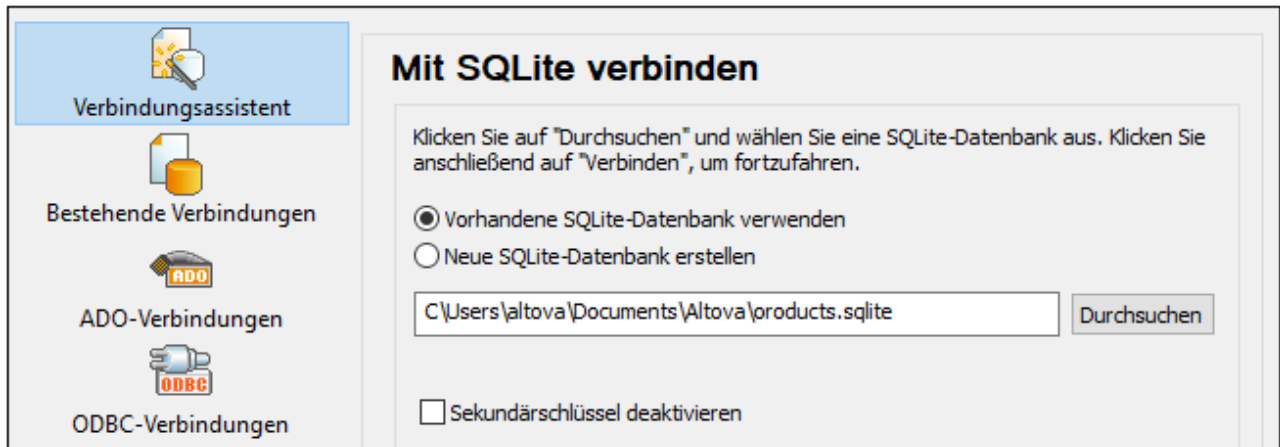 Verbindungsassistent
Bestehende Verbindungen
ADO
ADO-Verbindungen
ODBC
ODBC-Verbindungen
Mit SQLite verbinden
Klicken Sie auf "Durchsuchen" und wählen Sie eine SQLite-Datenbank aus. Klicken Sie
anschließend auf "Verbinden", um fortzufahren.
Vorhandene SQLite-Datenbank verwenden
Neue SQLite-Datenbank erstellen
C\Users\altova\Documents\Altova\products.sqlite
Durchsuchen
Sekundärschlüssel deaktivieren